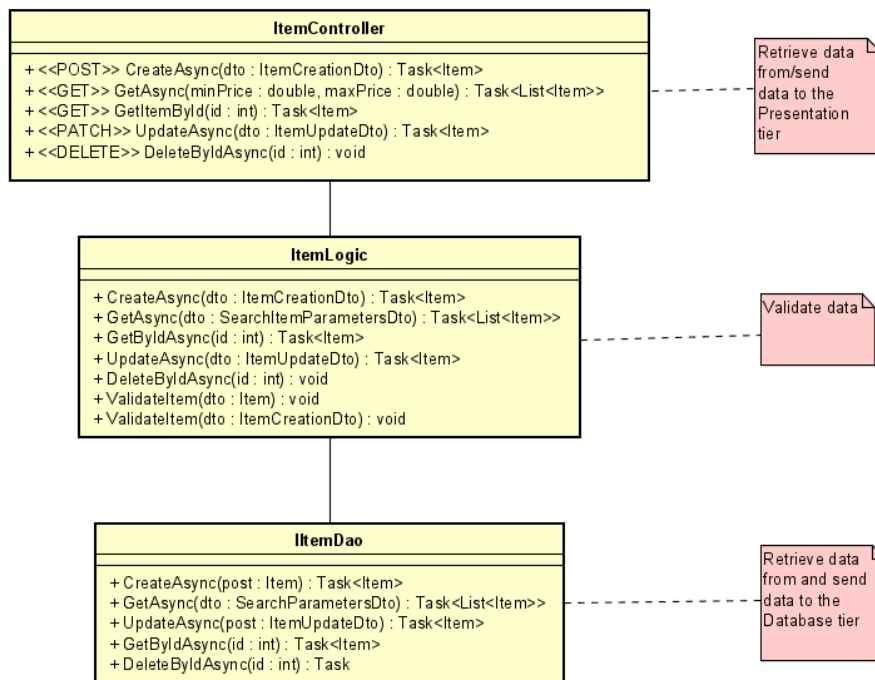 ItemController
+ <<POST>> CreateAsync(dto : ItemCreationDto) : Task<Item>
+ <<GET>> GetAsync(minPrice : double, maxPrice : double) : Task<List<Item>>
+ <<GET>> GetItemById(id : int) : Task<Item>
+ <<PATCH>> UpdateAsync(dto : ItemUpdateDto) : Task<Item>
+ <<DELETE>> DeleteByIdAsync(id : int) : void
Retrieve data
from/send
data to the
Presentation
tier
ItemLogic
+ CreateAsync(dto : ItemCreationDto) : Task<Item>
+ GetAsync(dto : SearchItemParametersDto) : Task<List<Item>>
+ GetByIdAsync(id : int) : Task<Item>
+ UpdateAsync(dto : ItemUpdateDto) : Task<Item>
+ DeleteByIdAsync(id : int) : void
+ ValidateItem(dto : Item) : void
+ ValidateItem(dto : ItemCreationDto) : void
Validate data
IItemDao
+ CreateAsync(post : Item) : Task<Item>
+ GetAsync(dto : SearchParametersDto) : Task<List<Item>>
+ UpdateAsync(post : ItemUpdateDto) : Task<Item>
+ GetByIdAsync(id : int) : Task<Item>
+ DeleteByIdAsync(id : int) : Task
Retrieve data
from and send
data to the
Database tier